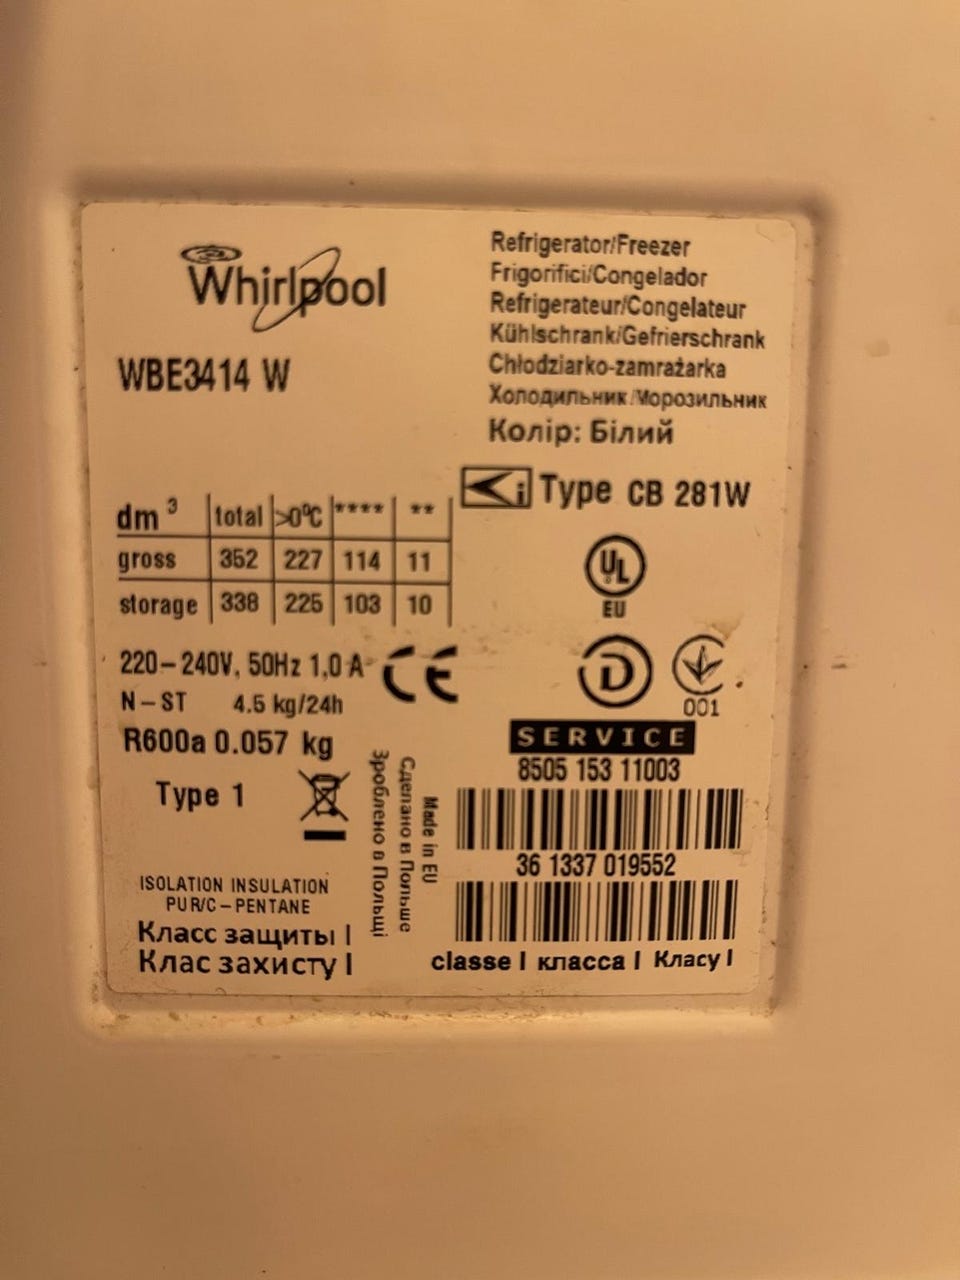 Whirlpool
WBE3414 W
Refrigerator/Freezer
Frigorifici/Congelador
Refrigerateur/Congelateur
Kühlschrank/Gefrierschrank
Chłodziarko-zamrażarka
Холодильник/Морозильник
Колір: Білий
i Type CB 281W
dm³ total >0°C **** **
gross 352 227 114 11
storage 338 225 103 10
UL
EU
220-240V, 50Hz 1,0 A CE
N-ST 4.5 kg/24h
R600a 0.057 kg
Type 1
D
001
SERVICE
8505 153 11003
36 1337 019552
Зроблено в Польщі
Сделано в Польше
Made in EU
ISOLATION INSULATION
PUR/C-PENTANE
Класс защиты I
Клас захисту I
classe I класса I Класу I